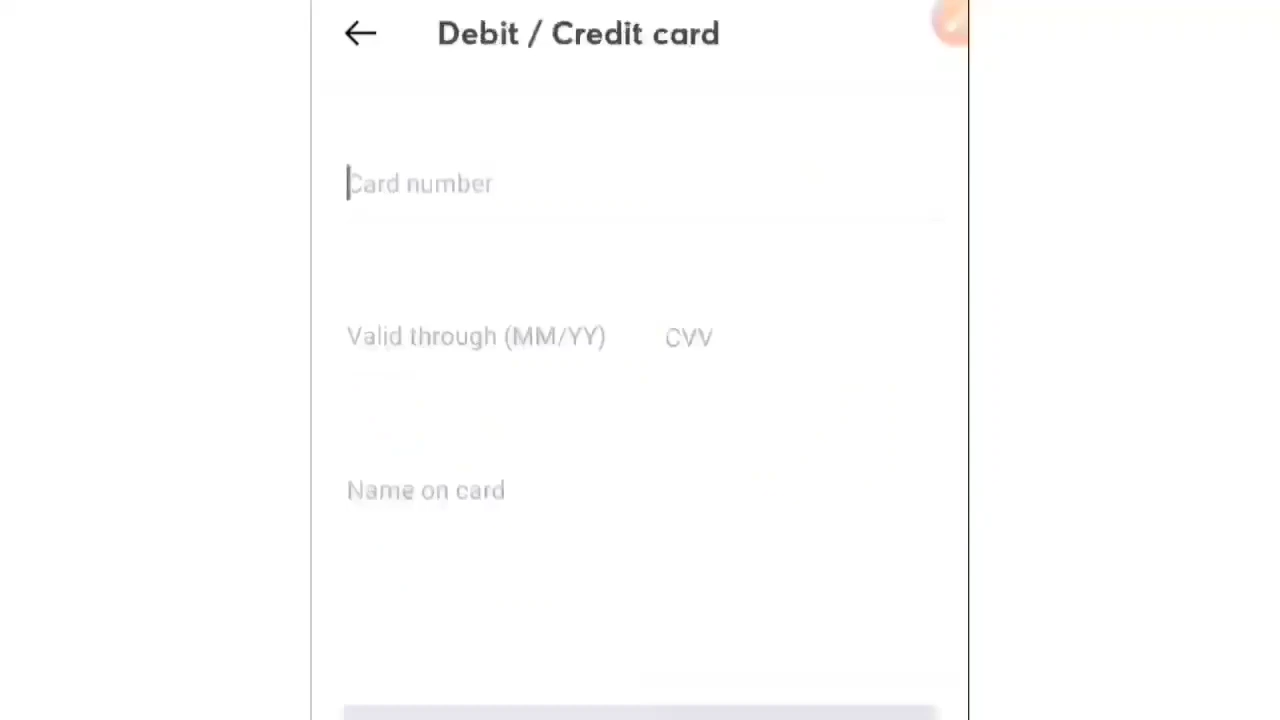 Debit / Credit card
Card number
Valid through (MM/YY) CVV
Name on card